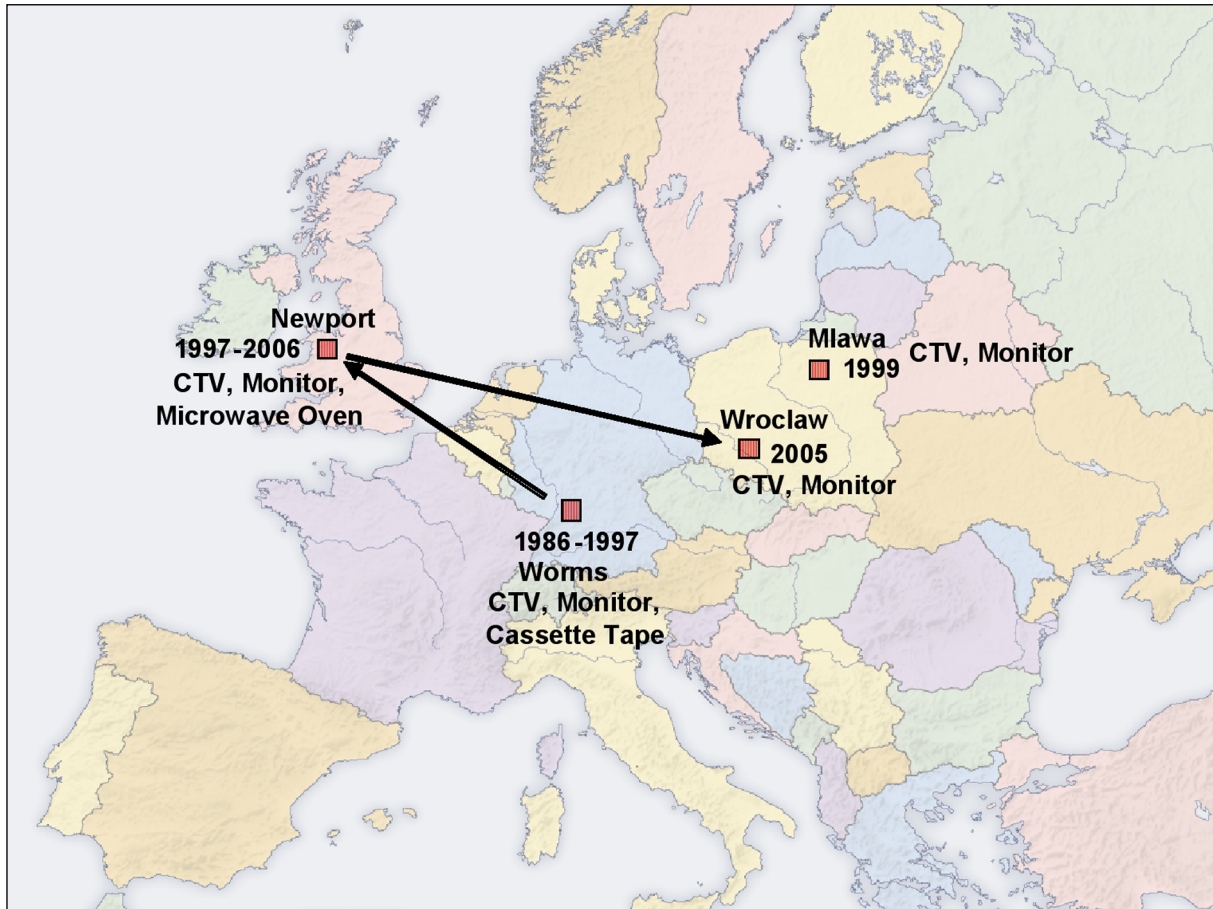 Newport
1997-2006
CTV, Monitor,
Microwave Oven
Mlawa
1999
CTV, Monitor
Wroclaw
2005
CTV, Monitor
1986-1997
Worms
CTV, Monitor,
Cassette Tape